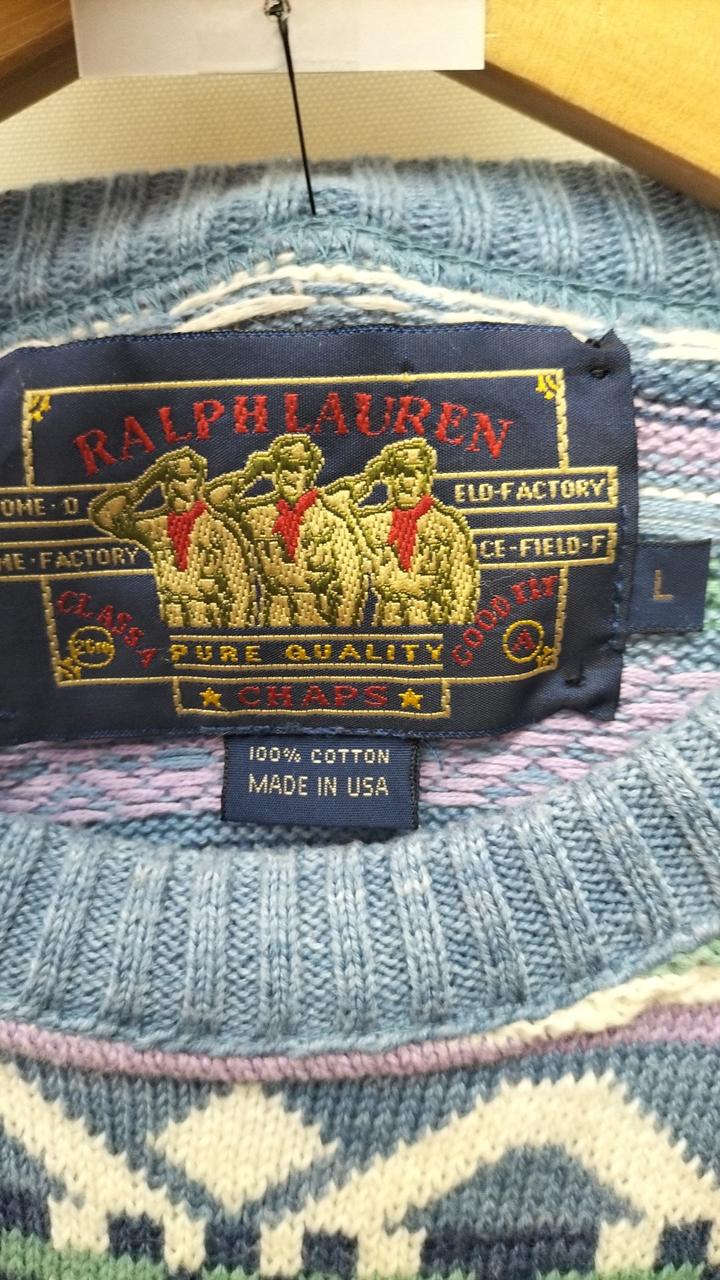 RALPH LAUREN
OME · O
ELD-FACTORY
ME · FACTORY
CE-FIELD-F
CLASS A
GOOD FIT
A
PURE QUALITY
CHAPS
L
100% COTTON
MADE IN USA